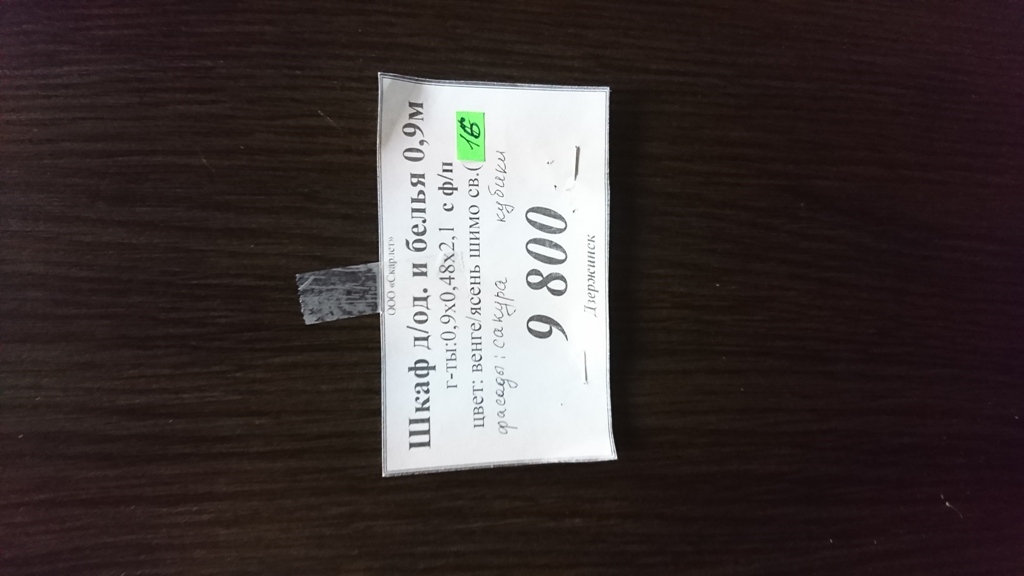 ООО «Скарлет»
Шкаф д/од. и белья 0,9м
г-ты:0,9х0,48х2,1 с ф/п
цвет: венге/ясень шимо св.( 16
фасады: сакура кубики
9 800
Дзержинск